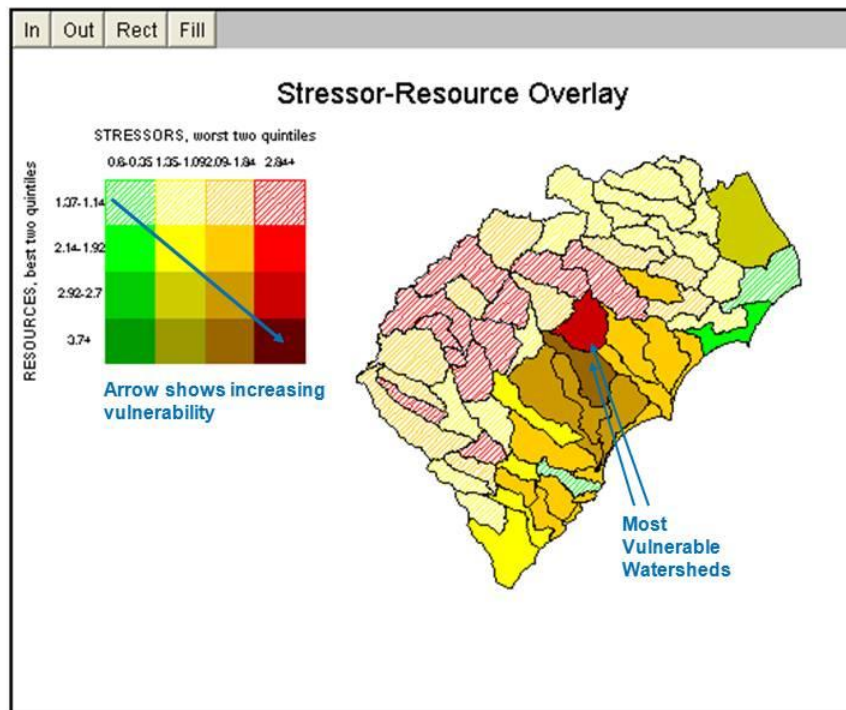 In Out Rect Fill
Stressor-Resource Overlay
STRESSORS, worst two quintiles
0.6-0.35 1.35-1.09 2.09-1.84 2.84+
RESOURCES, best two quintiles
1.37-1.14
2.14-1.92
2.92-2.7
3.7+
Arrow shows increasing
vulnerability
Most
Vulnerable
Watersheds